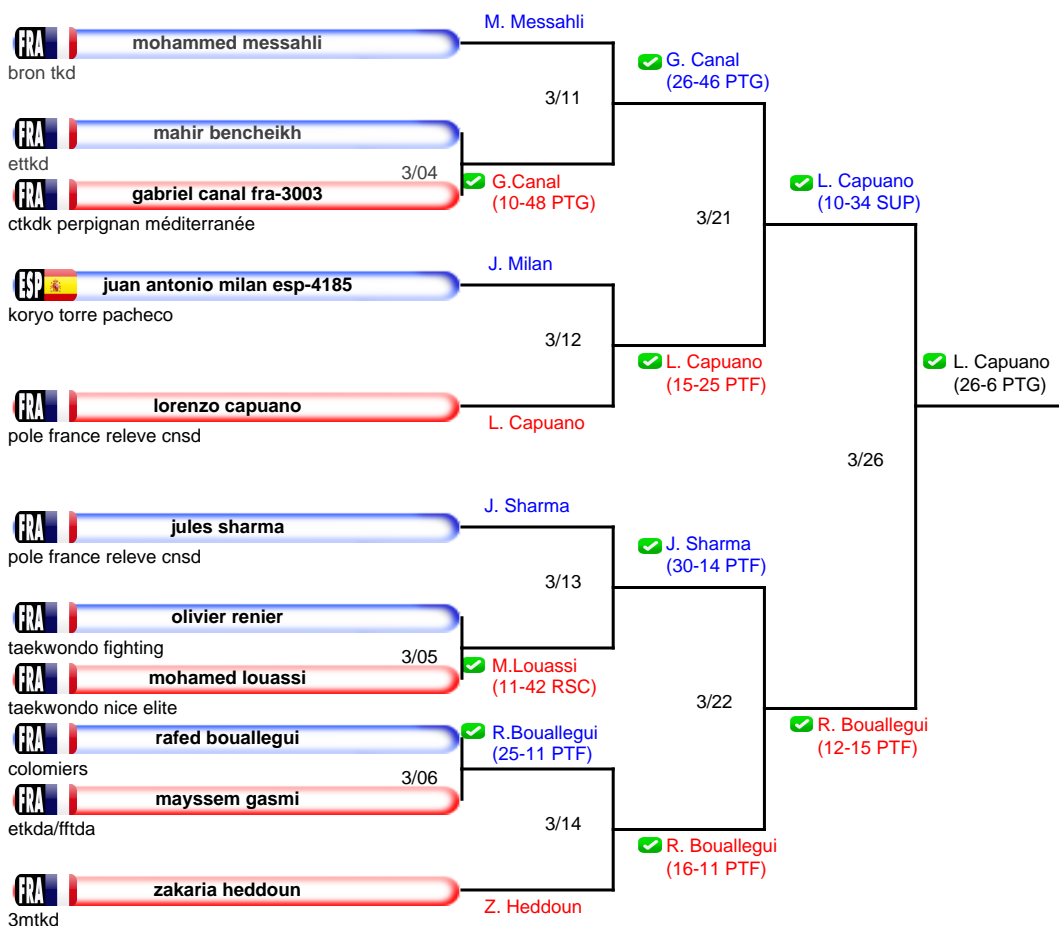 M. Messahli
FRA
mohammed messahli
bron tkd
G. Canal
(26-46 PTG)
3/11
FRA
mahir bencheikh
ettkd
3/04
FRA
gabriel canal fra-3003
G.Canal
(10-48 PTG)
ctkdk perpignan méditerranée
L. Capuano
(10-34 SUP)
3/21
J. Milan
ESP
juan antonio milan esp-4185
koryo torre pacheco
3/12
L. Capuano
(15-25 PTF)
L. Capuano
(26-6 PTG)
FRA
lorenzo capuano
L. Capuano
pole france releve cnsd
3/26
J. Sharma
FRA
jules sharma
pole france releve cnsd
J. Sharma
(30-14 PTF)
3/13
FRA
olivier renier
taekwondo fighting
3/05
FRA
mohamed louassi
M.Louassi
(11-42 RSC)
taekwondo nice elite
3/22
FRA
rafed bouallegui
R.Bouallegui
(25-11 PTF)
R. Bouallegui
(12-15 PTF)
colomiers
3/06
FRA
mayssem gasmi
etkda/fftda
3/14
R. Bouallegui
(16-11 PTF)
FRA
zakaria heddoun
Z. Heddoun
3mtkd